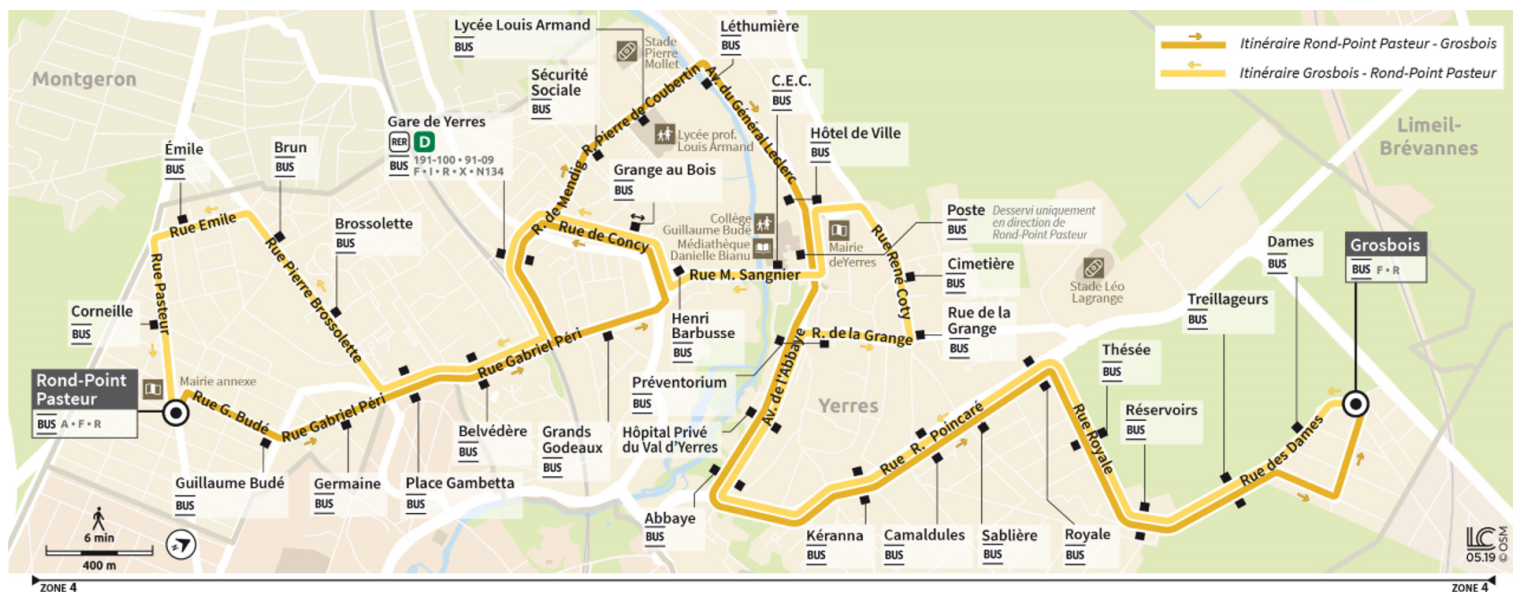 Lycée Louis Armand
BUS
Léthumière
BUS
Itinéraire Rond-Point Pasteur - Grosbois
Itinéraire Grosbois - Rond-Point Pasteur
Montgeron
Stade
Pierre
Mollet
Sécurité
Sociale
BUS
C.E.C.
BUS
Gare de Yerres
RER D
BUS 191-100 • 91-09
F • I • R • X • N134
Hôtel de Ville
BUS
Limeil-
Brévannes
Émile
BUS
Brun
BUS
Lycée prof.
Louis Armand
Grange au Bois
BUS
R. de Mendig
R. Pierre de Coubertin
Av. du Général Leclerc
Brossolette
BUS
Rue Emile
Rue de Concy
Collège
Guillaume Budé
Médiathèque
Danielle Bianu
Mairie
deYerres
Poste
BUS
Desservi uniquement
en direction de
Rond-Point Pasteur
Dames
BUS
Grosbois
BUS F • R
Rue Pasteur
Rue Pierre Brossolette
Rue M. Sangnier
Rue René Coty
Cimetière
BUS
Stade Léo
Lagrange
Treillageurs
BUS
Corneille
BUS
Henri
Barbusse
BUS
Rue de la
Grange
BUS
R. de la Grange
Rue Gabriel Péri
Thésée
BUS
Mairie annexe
Rond-Point
Pasteur
BUS A • F • R
Rue G. Budé
Rue Gabriel Péri
Préventorium
BUS
Av. de l'Abbaye
Yerres
Réservoirs
BUS
Belvédère
BUS
Grands
Godeaux
BUS
Hôpital Privé
du Val d'Yerres
Rue R. Poincaré
Rue Royale
Rue des Dames
Guillaume Budé
BUS
Germaine
BUS
Place Gambetta
BUS
Abbaye
BUS
Kéranna
BUS
Camaldules
BUS
Sablière
BUS
Royale
BUS
6 min
400 m
N
LC
05.19
© OSM
ZONE 4
ZONE 4